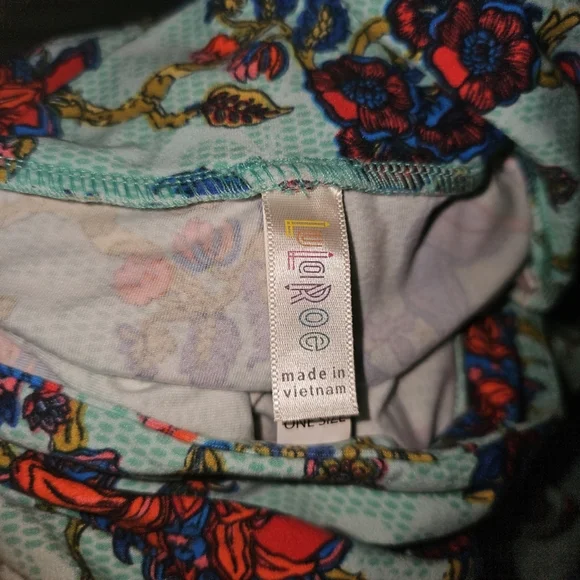 LuLaRoe
made in
vietnam
ONE SIZE